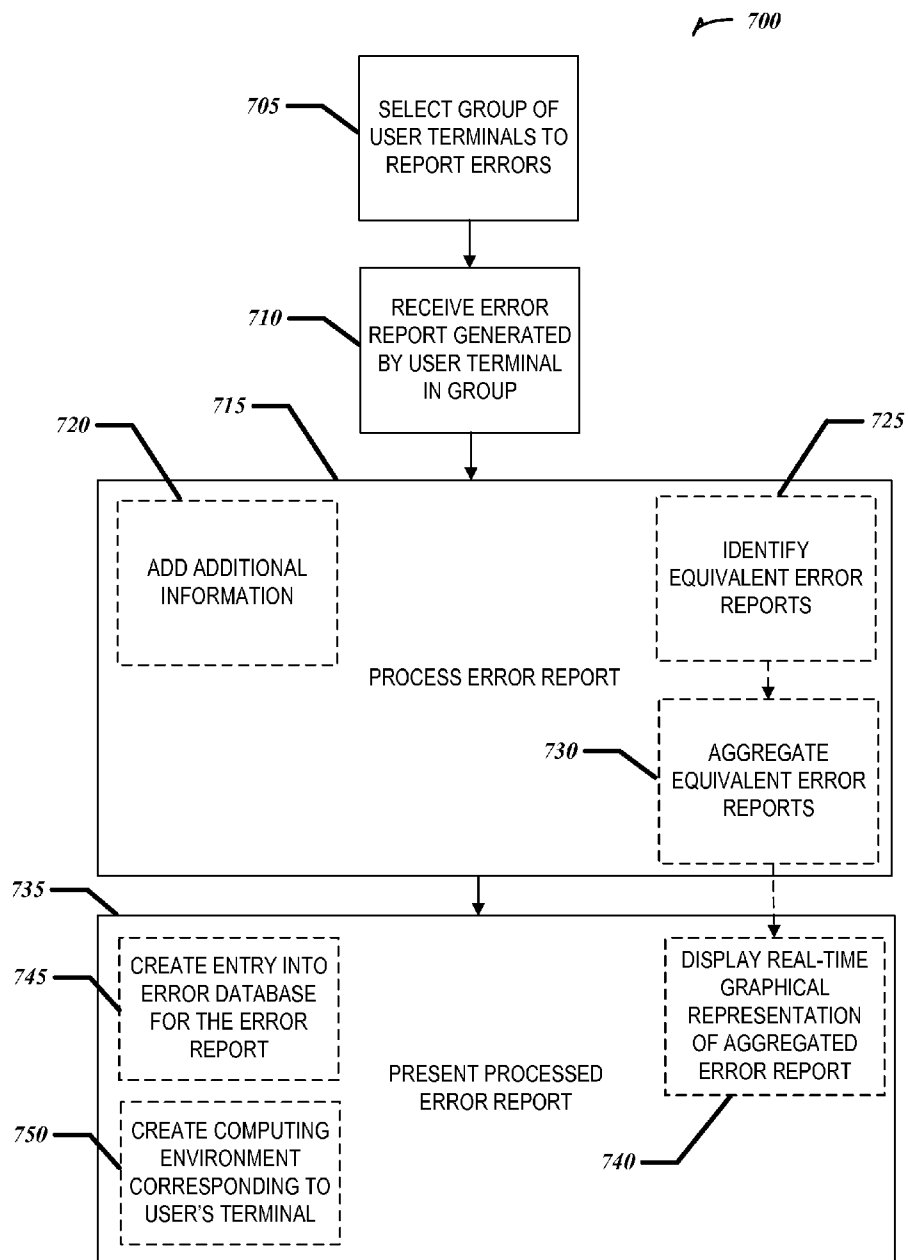 700
705
SELECT GROUP OF
USER TERMINALS TO
REPORT ERRORS
710
RECEIVE ERROR
REPORT GENERATED
BY USER TERMINAL
IN GROUP
715
720
725
ADD ADDITIONAL
INFORMATION
IDENTIFY
EQUIVALENT ERROR
REPORTS
PROCESS ERROR REPORT
730
AGGREGATE
EQUIVALENT ERROR
REPORTS
735
745
CREATE ENTRY INTO
ERROR DATABASE
FOR THE ERROR
REPORT
DISPLAY REAL-TIME
GRAPHICAL
REPRESENTATION
OF AGGREGATED
ERROR REPORT
PRESENT PROCESSED
ERROR REPORT
750
CREATE COMPUTING
ENVIRONMENT
CORRESPONDING TO
USER'S TERMINAL
740